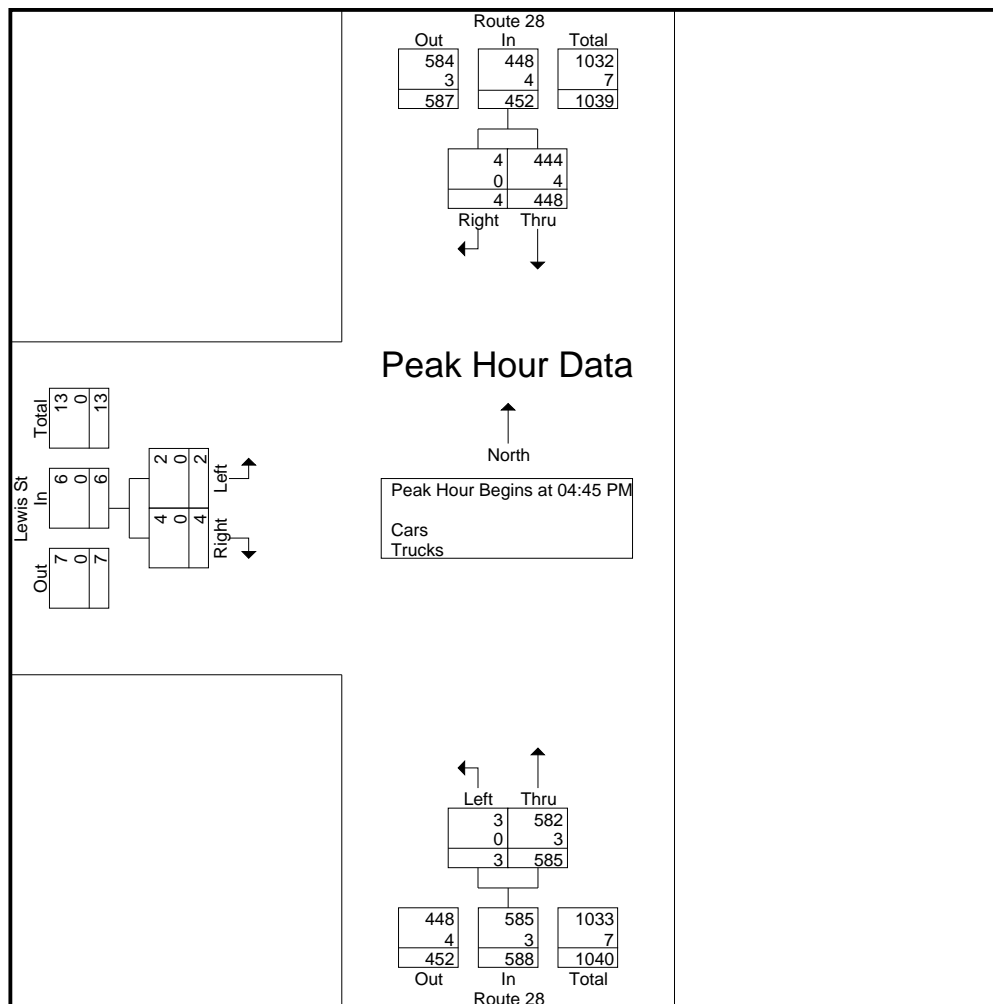 Route 28
Out In Total
584 448 1032
3 4 7
587 452 1039
4 444
0 4
4 448
Right Thru
Peak Hour Data
North
Peak Hour Begins at 04:45 PM
Cars
Trucks
Lewis St
Out In Total
7 6 13
0 0 0
7 6 13
4 2
0 0
4 2
Right Left
Left Thru
3 582
0 3
3 585
448 585 1033
4 3 7
452 588 1040
Out In Total
Route 28